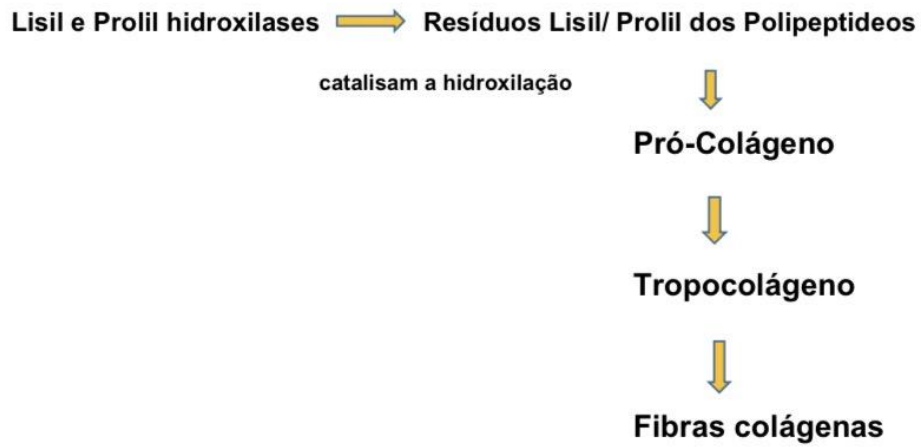 Lisil e Prolil hidroxilases Resíduos Lisil/ Prolil dos Polipeptideos
catalisam a hidroxilação
Pró-Colágeno
Tropocolágeno
Fibras colágenas